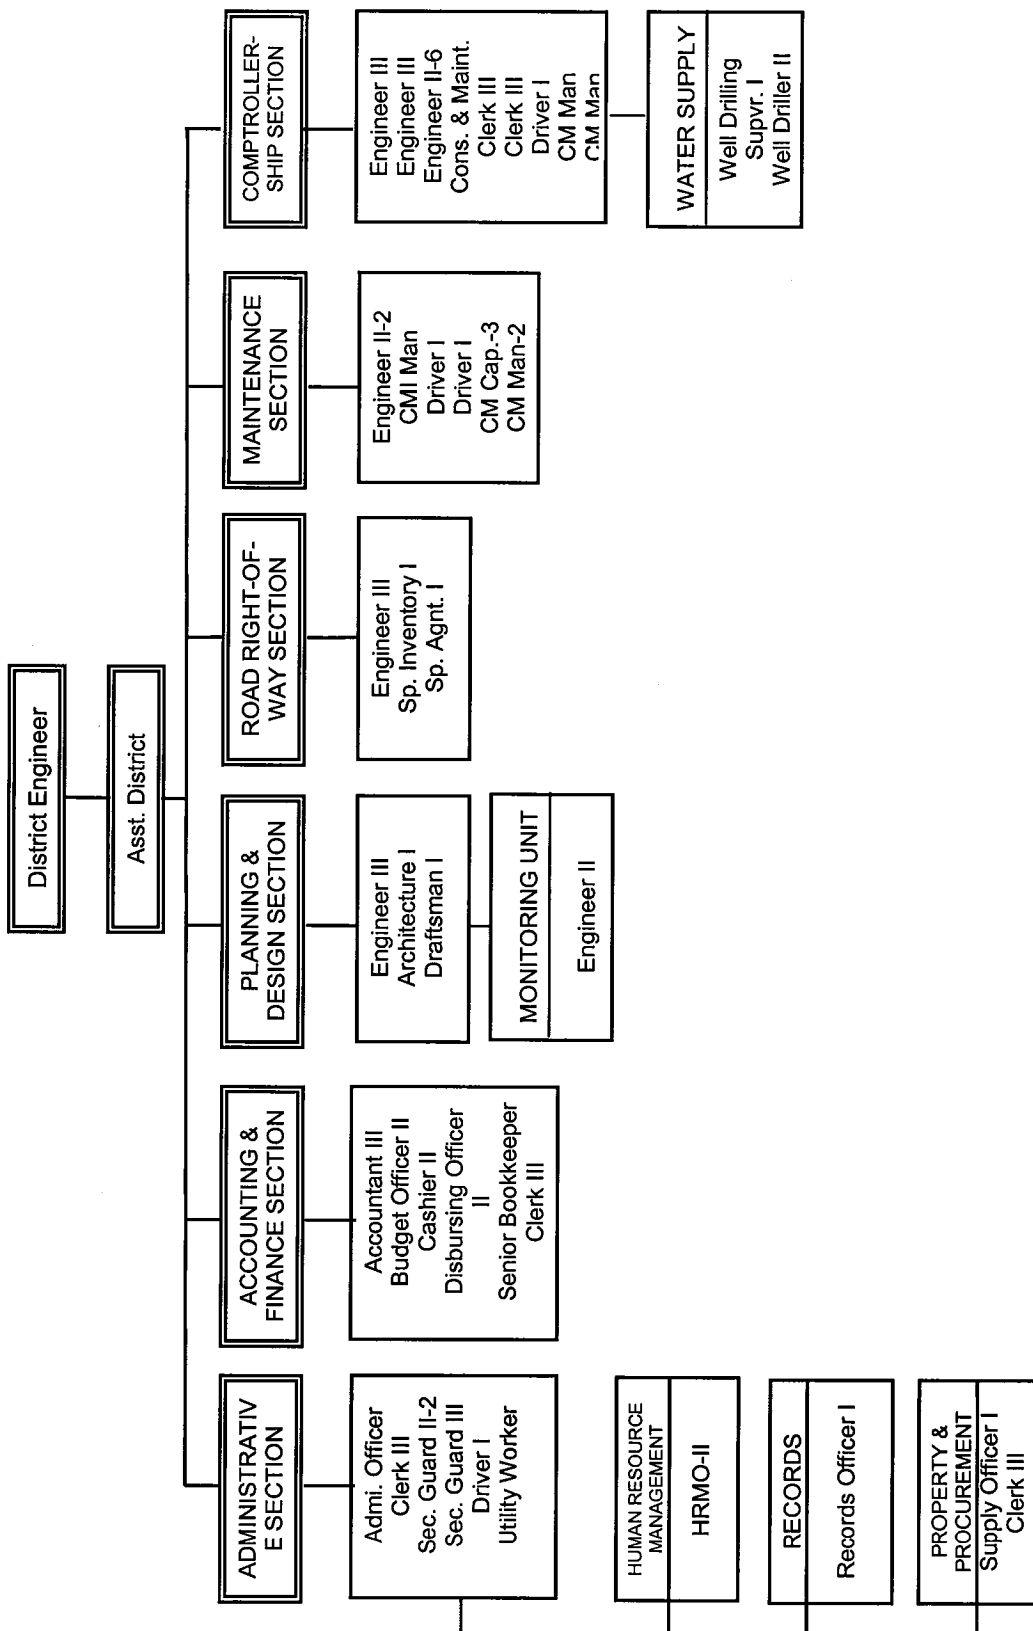 District Engineer
Asst. District
ADMINISTRATIV
E SECTION
Admi. Officer
Clerk III
Sec. Guard II-2
Sec. Guard III
Driver I
Utility Worker
HUMAN RESOURCE
MANAGEMENT
HRMO-II
RECORDS
Records Officer I
PROPERTY &
PROCUREMENT
Supply Officer I
Clerk III
ACCOUNTING &
FINANCE SECTION
Accountant III
Budget Officer II
Cashier II
Disbursing Officer
II
Senior Bookkeeper
Clerk III
PLANNING &
DESIGN SECTION
Engineer III
Architecture I
Draftsman I
MONITORING UNIT
Engineer II
ROAD RIGHT-OF-
WAY SECTION
Engineer III
Sp. Inventory I
Sp. Agnt. I
MAINTENANCE
SECTION
Engineer II-2
CMI Man
Driver I
Driver I
CM Cap.-3
CM Man-2
COMPTROLLER-
SHIP SECTION
Engineer III
Engineer III
Engineer II-6
Cons. & Maint.
Clerk III
Clerk III
Driver I
CM Man
CM Man
WATER SUPPLY
Well Drilling
Supvr. I
Well Driller II